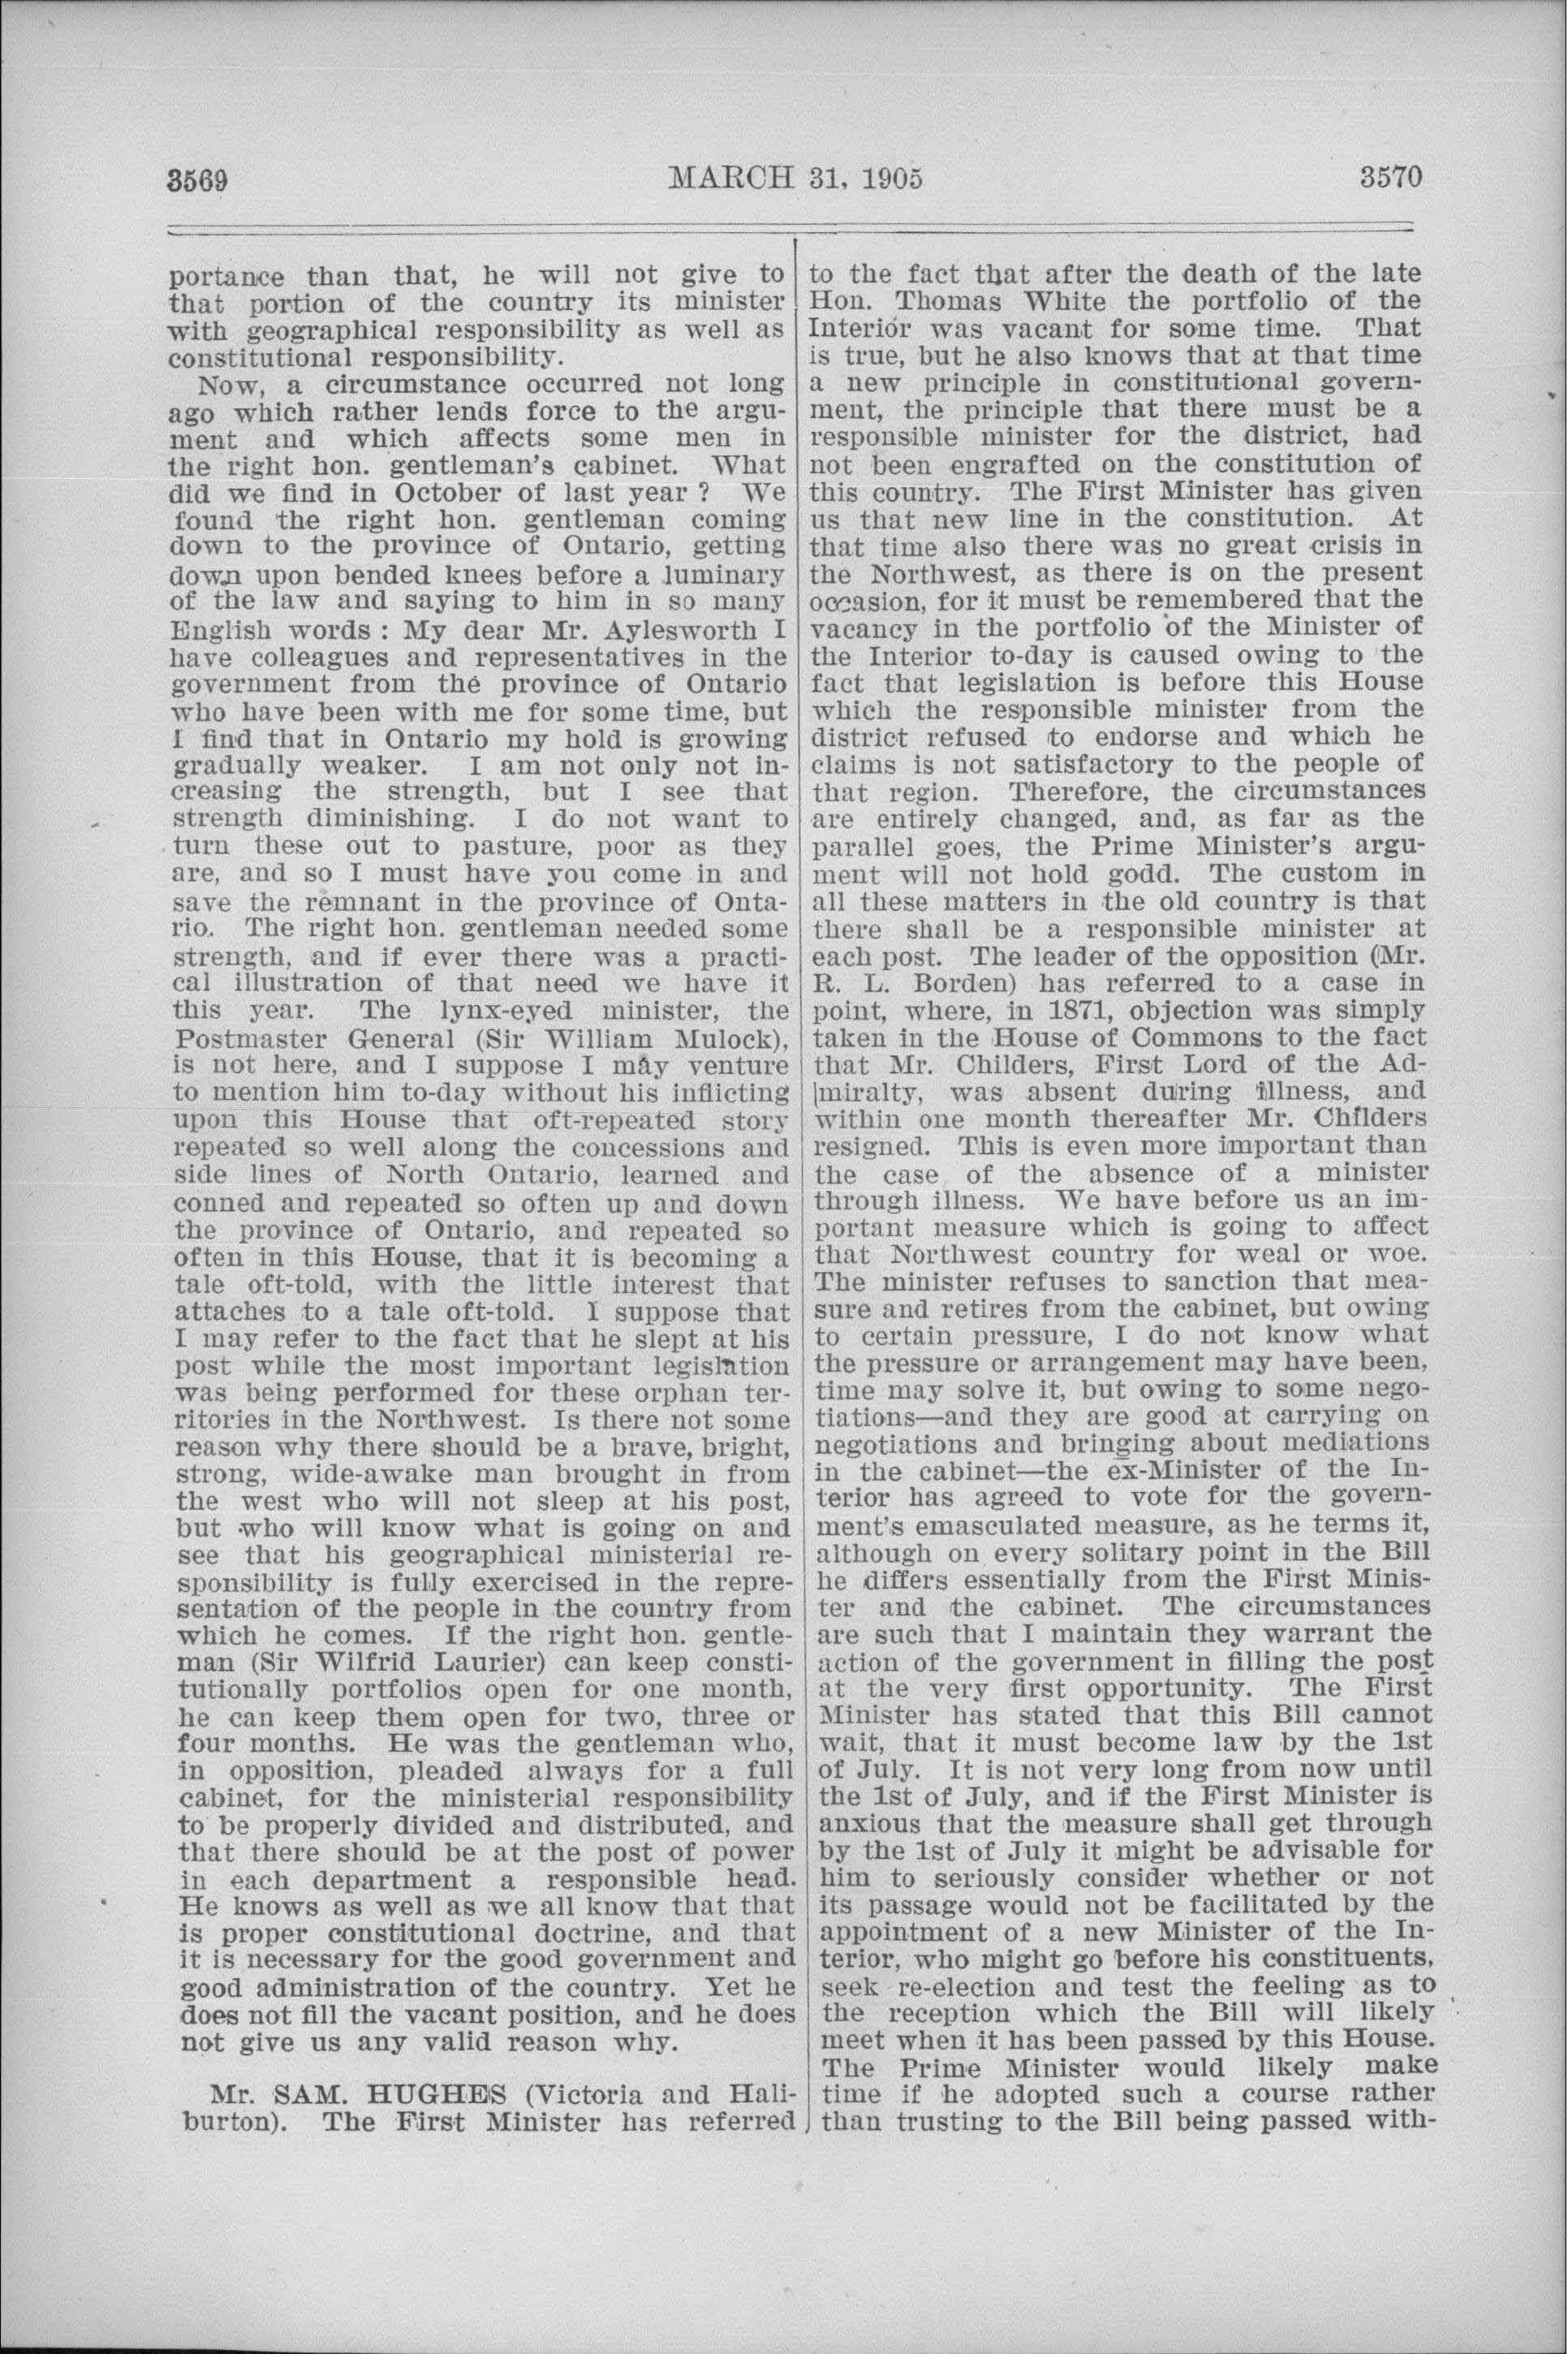 3569
MARCH 31, 1905
3570
portance than that, he will not give to
that portion of the country its minister
with geographical responsibility as well as
constitutional responsibility.
Now, a circumstance occurred not long
ago which rather lends force to the argu-
ment and which affects some men in
the right hon. gentleman's cabinet. What
did we find in October of last year ? We
found the right hon. gentleman coming
down to the province of Ontario, getting
down upon bended knees before a luminary
of the law and saying to him in so many
English words : My dear Mr. Aylesworth I
have colleagues and representatives in the
government from the province of Ontario
who have been with me for some time, but
I find that in Ontario my hold is growing
gradually weaker. I am not only not in-
creasing the strength, but I see that
strength diminishing. I do not want to
turn these out to pasture, poor as they
are, and so I must have you come in and
save the remnant in the province of Onta-
rio. The right hon. gentleman needed some
strength, and if ever there was a practi-
cal illustration of that need we have it
this year. The lynx-eyed minister, the
Postmaster General (Sir William Mulock),
is not here, and I suppose I may venture
to mention him to-day without his inflicting
upon this House that oft-repeated story
repeated so well along the concessions and
side lines of North Ontario, learned and
conned and repeated so often up and down
the province of Ontario, and repeated so
often in this House, that it is becoming a
tale oft-told, with the little interest that
attaches to a tale oft-told. I suppose that
I may refer to the fact that he slept at his
post while the most important legislation
was being performed for these orphan ter-
ritories in the Northwest. Is there not some
reason why there should be a brave, bright,
strong, wide-awake man brought in from
the west who will not sleep at his post,
but who will know what is going on and
see that his geographical ministerial re-
sponsibility is fully exercised in the repre-
sentation of the people in the country from
which he comes. If the right hon. gentle-
man (Sir Wilfrid Laurier) can keep consti-
tutionally portfolios open for one month,
he can keep them open for two, three or
four months. He was the gentleman who,
in opposition, pleaded always for a full
cabinet, for the ministerial responsibility
to be properly divided and distributed, and
that there should be at the post of power
in each department a responsible head.
He knows as well as we all know that that
is proper constitutional doctrine, and that
it is necessary for the good government and
good administration of the country. Yet he
does not fill the vacant position, and he does
not give us any valid reason why.
Mr. SAM. HUGHES (Victoria and Hali-
burton). The First Minister has referred
to the fact that after the death of the late
Hon. Thomas White the portfolio of the
Interior was vacant for some time. That
is true, but he also knows that at that time
a new principle in constitutional govern-
ment, the principle that there must be a
responsible minister for the district, had
not been engrafted on the constitution of
this country. The First Minister has given
us that new line in the constitution. At
that time also there was no great crisis in
the Northwest, as there is on the present
occasion, for it must be remembered that the
vacancy in the portfolio of the Minister of
the Interior to-day is caused owing to the
fact that legislation is before this House
which the responsible minister from the
district refused to endorse and which he
claims is not satisfactory to the people of
that region. Therefore, the circumstances
are entirely changed, and, as far as the
parallel goes, the Prime Minister's argu-
ment will not hold godd. The custom in
all these matters in the old country is that
there shall be a responsible minister at
each post. The leader of the opposition (Mr.
R. L. Borden) has referred to a case in
point, where, in 1871, objection was simply
taken in the House of Commons to the fact
that Mr. Childers, First Lord of the Ad-
miralty, was absent during illness, and
within one month thereafter Mr. Childers
resigned. This is even more important than
the case of the absence of a minister
through illness. We have before us an im-
portant measure which is going to affect
that Northwest country for weal or woe.
The minister refuses to sanction that mea-
sure and retires from the cabinet, but owing
to certain pressure, I do not know what
the pressure or arrangement may have been,
time may solve it, but owing to some nego-
tiations—and they are good at carrying on
negotiations and bringing about mediations
in the cabinet—the ex-Minister of the In-
terior has agreed to vote for the govern-
ment's emasculated measure, as he terms it,
although on every solitary point in the Bill
he differs essentially from the First Minis-
ter and the cabinet. The circumstances
are such that I maintain they warrant the
action of the government in filling the post
at the very first opportunity. The First
Minister has stated that this Bill cannot
wait, that it must become law by the 1st
of July. It is not very long from now until
the 1st of July, and if the First Minister is
anxious that the measure shall get through
by the 1st of July it might be advisable for
him to seriously consider whether or not
its passage would not be facilitated by the
appointment of a new Minister of the In-
terior, who might go before his constituents,
seek re-election and test the feeling as to
the reception which the Bill will likely
meet when it has been passed by this House.
The Prime Minister would likely make
time if he adopted such a course rather
than trusting to the Bill being passed with-